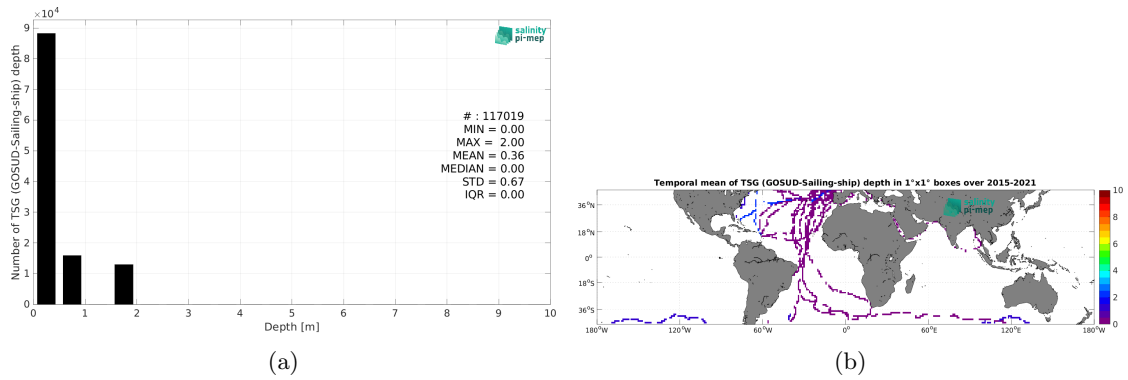 ×10⁴
9
8
7
6
5
4
3
2
1
0
Number of TSG (GOSUD-Sailing-ship) depth
salinity
pi-mep
# : 117019
MIN = 0.00
MAX = 2.00
MEAN = 0.36
MEDIAN = 0.00
STD = 0.67
IQR = 0.00
0 1 2 3 4 5 6 7 8 9 10
Depth [m]
(a)
Temporal mean of TSG (GOSUD-Sailing-ship) depth in 1°x1° boxes over 2015-2021
salinity
pi-mep
36°N
18°N
0°
18°S
36°S
180°W 120°W 60°W 0° 60°E 120°E 180°W
10
8
6
4
2
0
(b)